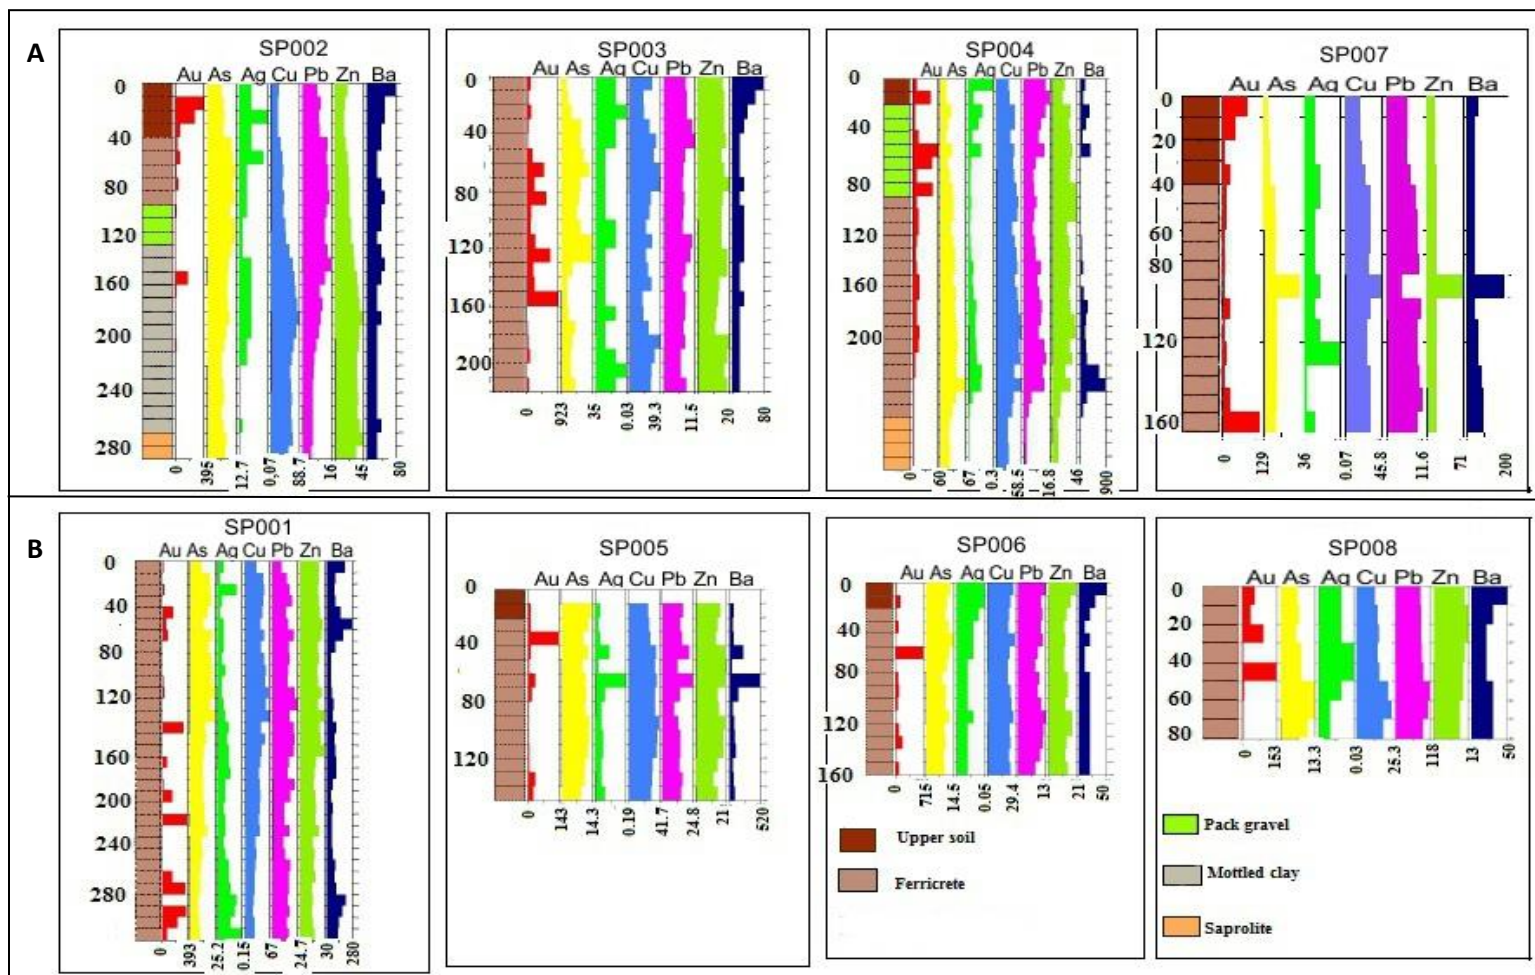 A
SP002
Au As Ag Cu Pb Zn Ba
0
40
80
120
160
200
240
280
0 395 12.7 0,07 88.7 16 45 80
SP003
Au As Ag Cu Pb Zn Ba
0
40
80
120
160
200
0 923 35 0.03 39.3 11.5 20 80
SP004
Au As Ag Cu Pb Zn Ba
0
40
80
120
160
200
0 60 67 0.3 58.5 16.8 46 900
SP007
Au As Ag Cu Pb Zn Ba
0
20
40
60
80
120
160
0 129 36 0.07 45.8 11.6 71 200
B
SP001
Au As Ag Cu Pb Zn Ba
0
40
80
120
160
200
240
280
0 393 25.2 0.15 67 24.7 30 280
SP005
Au As Ag Cu Pb Zn Ba
0
40
80
120
0 143 14.3 0.19 41.7 24.8 21 520
SP006
Au As Ag Cu Pb Zn Ba
0
40
80
120
160
0 715 14.5 0.05 29.4 13 21 50
Upper soil
Ferricrete
SP008
Au As Ag Cu Pb Zn Ba
0
20
40
60
80
0 153 13.3 0.03 25.3 118 13 50
Pack gravel
Mottled clay
Saprolite